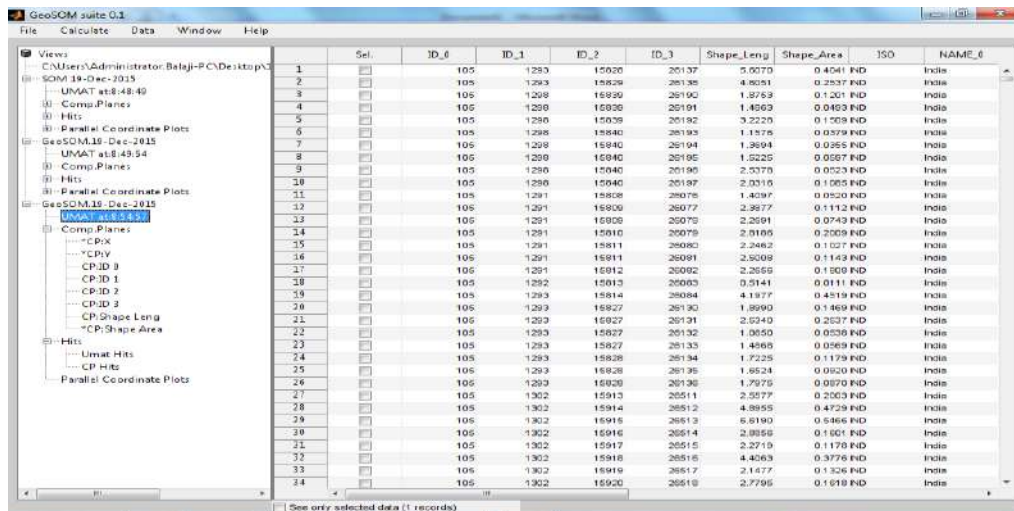 GeoSOM suite 0.1
File Calculate Data Window Help
Views
C:\Users\Administrator.Balaji-PC\Desktop\
SOM 19-Dec-2015
UMAT at:8:48:49
Comp.Planes
Hits
Parallel Coordinate Plots
GeoSOM.19-Dec-2015
UMAT at:8:49:54
Comp.Planes
Hits
Parallel Coordinate Plots
GeoSOM.19-Dec-2015
UMAT at:8:54:57
Comp.Planes
*CP:X
*CP:Y
CP:ID 0
CP:ID 1
CP:ID 2
CP:ID 3
CP:Shape Leng
*CP:Shape Area
Hits
Umat Hits
CP Hits
Parallel Coordinate Plots
Sel. ID_0 ID_1 ID_2 ID_3 Shape_Leng Shape_Area ISO NAME_0
1 105 1293 15828 26137 5.6070 0.4041 IND India
2 105 1293 15829 26138 4.8051 0.2537 IND India
3 105 1298 15839 26190 1.8753 0.1201 IND India
4 105 1298 15839 26191 1.4963 0.0493 IND India
5 105 1298 15839 26192 3.2228 0.1509 IND India
6 105 1298 15840 26193 1.1576 0.0379 IND India
7 105 1298 15840 26194 1.3694 0.0355 IND India
8 105 1298 15840 26195 1.5225 0.0587 IND India
9 105 1298 15840 26196 2.5378 0.0523 IND India
10 105 1298 15840 26197 2.0316 0.1085 IND India
11 105 1291 15808 26076 1.4097 0.0520 IND India
12 105 1291 15809 26077 2.3977 0.1112 IND India
13 105 1291 15809 26078 2.2691 0.0743 IND India
14 105 1291 15810 26079 2.8186 0.2009 IND India
15 105 1291 15811 26080 2.2462 0.1027 IND India
16 105 1291 15811 26081 2.5008 0.1143 IND India
17 105 1291 15812 26082 2.2656 0.1908 IND India
18 105 1292 15813 26083 0.5141 0.0111 IND India
19 105 1293 15814 26084 4.1977 0.4519 IND India
20 105 1293 15827 26130 1.8990 0.1469 IND India
21 105 1293 15827 26131 2.5340 0.2637 IND India
22 105 1293 15827 26132 1.0650 0.0538 IND India
23 105 1293 15827 26133 1.4866 0.0569 IND India
24 105 1293 15828 26134 1.7225 0.1179 IND India
25 105 1293 15828 26135 1.6524 0.0920 IND India
26 105 1293 15828 26136 1.7975 0.0870 IND India
27 105 1302 15913 26511 2.5577 0.2003 IND India
28 105 1302 15914 26512 4.8955 0.4729 IND India
29 105 1302 15915 26513 6.6190 0.5466 IND India
30 105 1302 15916 26514 2.8856 0.1601 IND India
31 105 1302 15917 26515 2.2719 0.1178 IND India
32 105 1302 15918 26516 4.4063 0.3776 IND India
33 105 1302 15919 26517 2.1477 0.1326 IND India
34 105 1302 15920 26518 2.7795 0.1618 IND India
See only selected data (1 records)